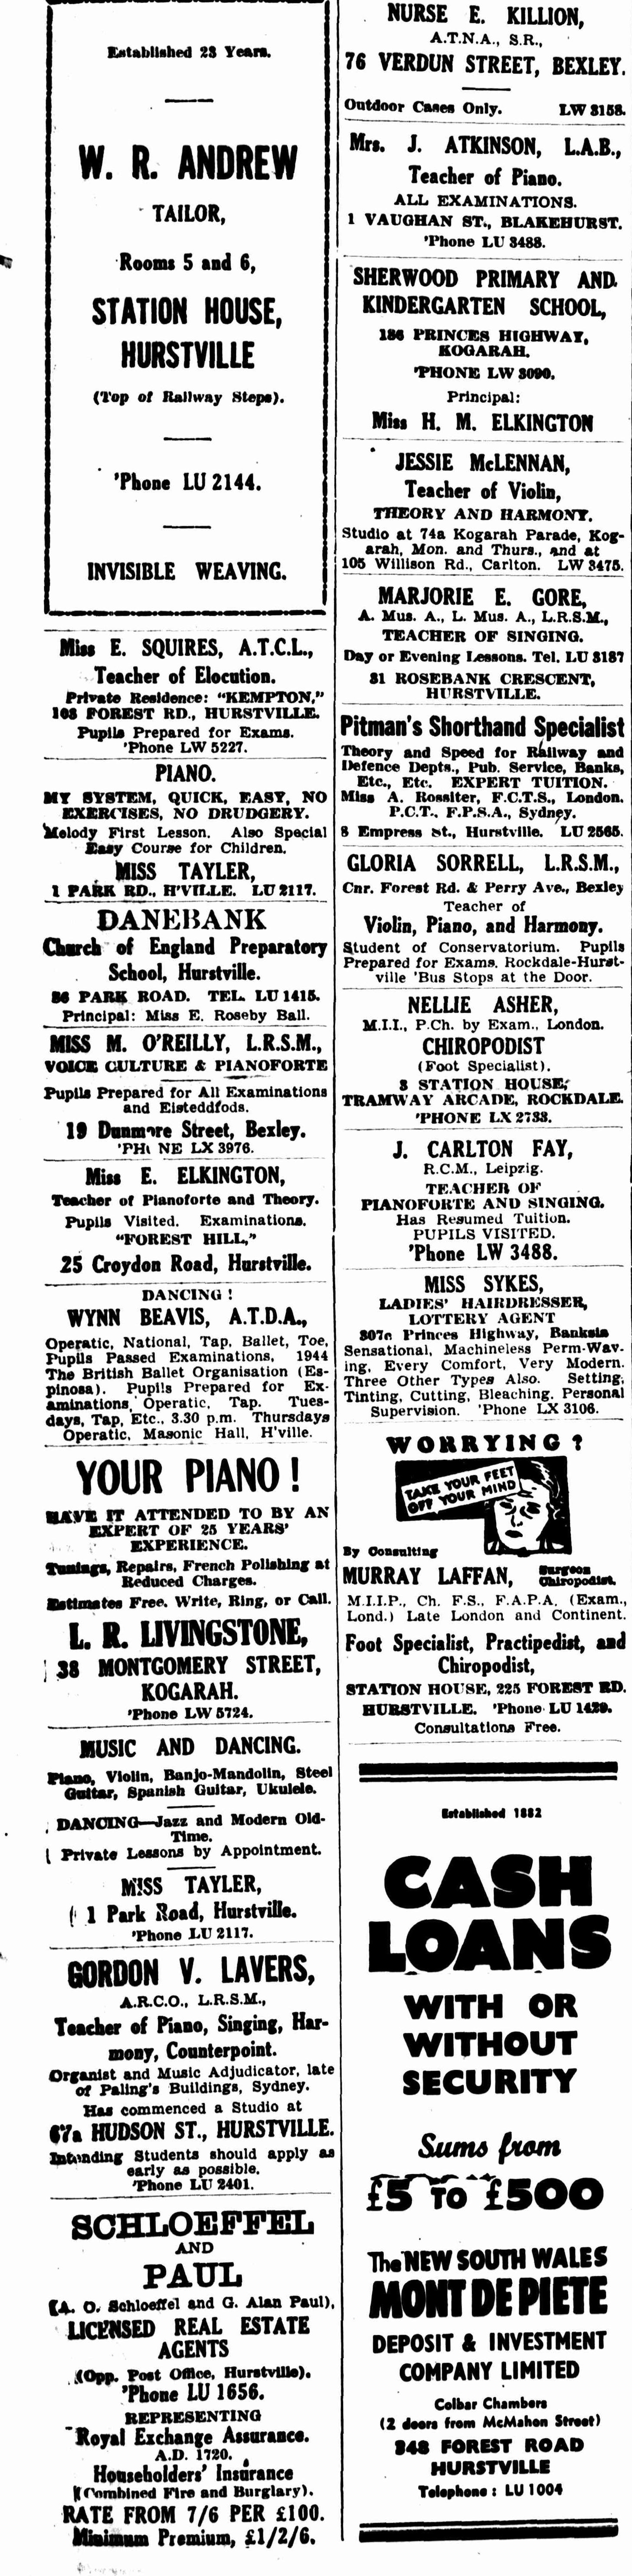 Established 23 Years.
W. R. ANDREW
TAILOR,
Rooms 5 and 6,
STATION HOUSE,
HURSTVILLE
(Top of Railway Steps).
'Phone LU 2144.
INVISIBLE WEAVING.
Miss E. SQUIRES, A.T.C.L.,
Teacher of Elocution.
Private Residence: "KEMPTON,"
108 FOREST RD., HURSTVILLE.
Pupils Prepared for Exams.
'Phone LW 5227.
PIANO.
MY SYSTEM, QUICK, EASY, NO
EXERCISES, NO DRUDGERY.
Melody First Lesson. Also Special
Easy Course for Children.
MISS TAYLER,
1 PARK RD., H'VILLE. LU 2117.
DANEBANK
Church of England Preparatory
School, Hurstville.
86 PARK ROAD. TEL. LU 1415.
Principal: Miss E. Roseby Ball.
MISS M. O'REILLY, L.R.S.M.,
VOICE CULTURE & PIANOFORTE
Pupils Prepared for All Examinations
and Eisteddfods.
19 Dunmore Street, Bexley.
'PH NE LX 3976.
Miss E. ELKINGTON,
Teacher of Pianoforte and Theory.
Pupils Visited. Examinations.
"FOREST HILL,"
25 Croydon Road, Hurstville.
DANCING!
WYNN BEAVIS, A.T.D.A.,
Operatic, National, Tap, Ballet, Toe,
Pupils Passed Examinations, 1944
The British Ballet Organisation (Es-
pinosa). Pupils Prepared for Ex-
aminations, Operatic, Tap. Tues-
days, Tap, Etc., 3.30 p.m. Thursdays
Operatic, Masonic Hall, H'ville.
YOUR PIANO!
HAVE IT ATTENDED TO BY AN
EXPERT OF 25 YEARS'
EXPERIENCE.
Tunings, Repairs, French Polishing at
Reduced Charges.
Estimates Free. Write, Ring, or Call.
L. R. LIVINGSTONE,
38 MONTGOMERY STREET,
KOGARAH.
'Phone LW 5724.
MUSIC AND DANCING.
Piano, Violin, Banjo-Mandolin, Steel
Guitar, Spanish Guitar, Ukulele.
DANCING—Jazz and Modern Old-
Time.
Private Lessons by Appointment.
MISS TAYLER,
1 Park Road, Hurstville.
'Phone LU 2117.
GORDON V. LAVERS,
A.R.C.O., L.R.S.M.,
Teacher of Piano, Singing, Har-
mony, Counterpoint.
Organist and Music Adjudicator, late
of Paling's Buildings, Sydney.
Has commenced a Studio at
67a HUDSON ST., HURSTVILLE.
Intending Students should apply as
early as possible.
'Phone LU 2401.
SCHLOEFFEL
AND
PAUL
(A. O. Schloeffel and G. Alan Paul),
LICENSED REAL ESTATE
AGENTS
(Opp. Post Office, Hurstville).
'Phone LU 1656.
REPRESENTING
Royal Exchange Assurance.
A.D. 1720.
Householders' Insurance
(Combined Fire and Burglary).
RATE FROM 7/6 PER £100.
Minimum Premium, £1/2/6.
NURSE E. KILLION,
A.T.N.A., S.R.,
76 VERDUN STREET, BEXLEY.
Outdoor Cases Only. LW 3158.
Mrs. J. ATKINSON, L.A.B.,
Teacher of Piano.
ALL EXAMINATIONS.
1 VAUGHAN ST., BLAKEHURST.
'Phone LU 3488.
SHERWOOD PRIMARY AND
KINDERGARTEN SCHOOL,
186 PRINCES HIGHWAY,
KOGARAH.
'PHONE LW 3090.
Principal:
Miss H. M. ELKINGTON
JESSIE McLENNAN,
Teacher of Violin,
THEORY AND HARMONY.
Studio at 74a Kogarah Parade, Kog-
arah, Mon. and Thurs., and at
105 Willison Rd., Carlton. LW 3475.
MARJORIE E. GORE,
A. Mus. A., L. Mus. A., L.R.S.M.,
TEACHER OF SINGING.
Day or Evening Lessons. Tel. LU 3187
81 ROSEBANK CRESCENT,
HURSTVILLE.
Pitman's Shorthand Specialist
Theory and Speed for Railway and
Defence Depts., Pub. Service, Banks,
Etc., Etc. EXPERT TUITION.
Miss A. Rossiter, F.C.T.S., London.
P.C.T., F.P.S.A., Sydney.
8 Empress St., Hurstville. LU 2565.
GLORIA SORRELL, L.R.S.M.,
Cnr. Forest Rd. & Perry Ave., Bexley
Teacher of
Violin, Piano, and Harmony.
Student of Conservatorium. Pupils
Prepared for Exams. Rockdale-Hurst-
ville 'Bus Stops at the Door.
NELLIE ASHER,
M.I.I., P.Ch. by Exam., London.
CHIROPODIST
(Foot Specialist).
8 STATION HOUSE,
TRAMWAY ARCADE, ROCKDALE.
'PHONE LX 2733.
J. CARLTON FAY,
R.C.M., Leipzig.
TEACHER OF
PIANOFORTE AND SINGING.
Has Resumed Tuition.
PUPILS VISITED.
'Phone LW 3488.
MISS SYKES,
LADIES' HAIRDRESSER,
LOTTERY AGENT
307a Princes Highway, Banksia
Sensational, Machineless Perm-Wav-
ing, Every Comfort, Very Modern.
Three Other Types Also. Setting,
Tinting, Cutting, Bleaching. Personal
Supervision. 'Phone LX 3106.
WORRYING?
TAKE YOUR FEET
OFF YOUR MIND
By Consulting
MURRAY LAFFAN, Surgeon Chiropodist.
M.I.I.P., Ch. F.S., F.A.P.A. (Exam.,
Lond.) Late London and Continent.
Foot Specialist, Practipedist, and
Chiropodist,
STATION HOUSE, 225 FOREST RD.
HURSTVILLE. 'Phone LU 1429.
Consultations Free.
Established 1882
CASH
LOANS
WITH OR
WITHOUT
SECURITY
Sums from
£5 TO £500
The NEW SOUTH WALES
MONT DE PIETE
DEPOSIT & INVESTMENT
COMPANY LIMITED
Colbar Chambers
(2 doors from McMahon Street)
248 FOREST ROAD
HURSTVILLE
Telephone: LU 1004